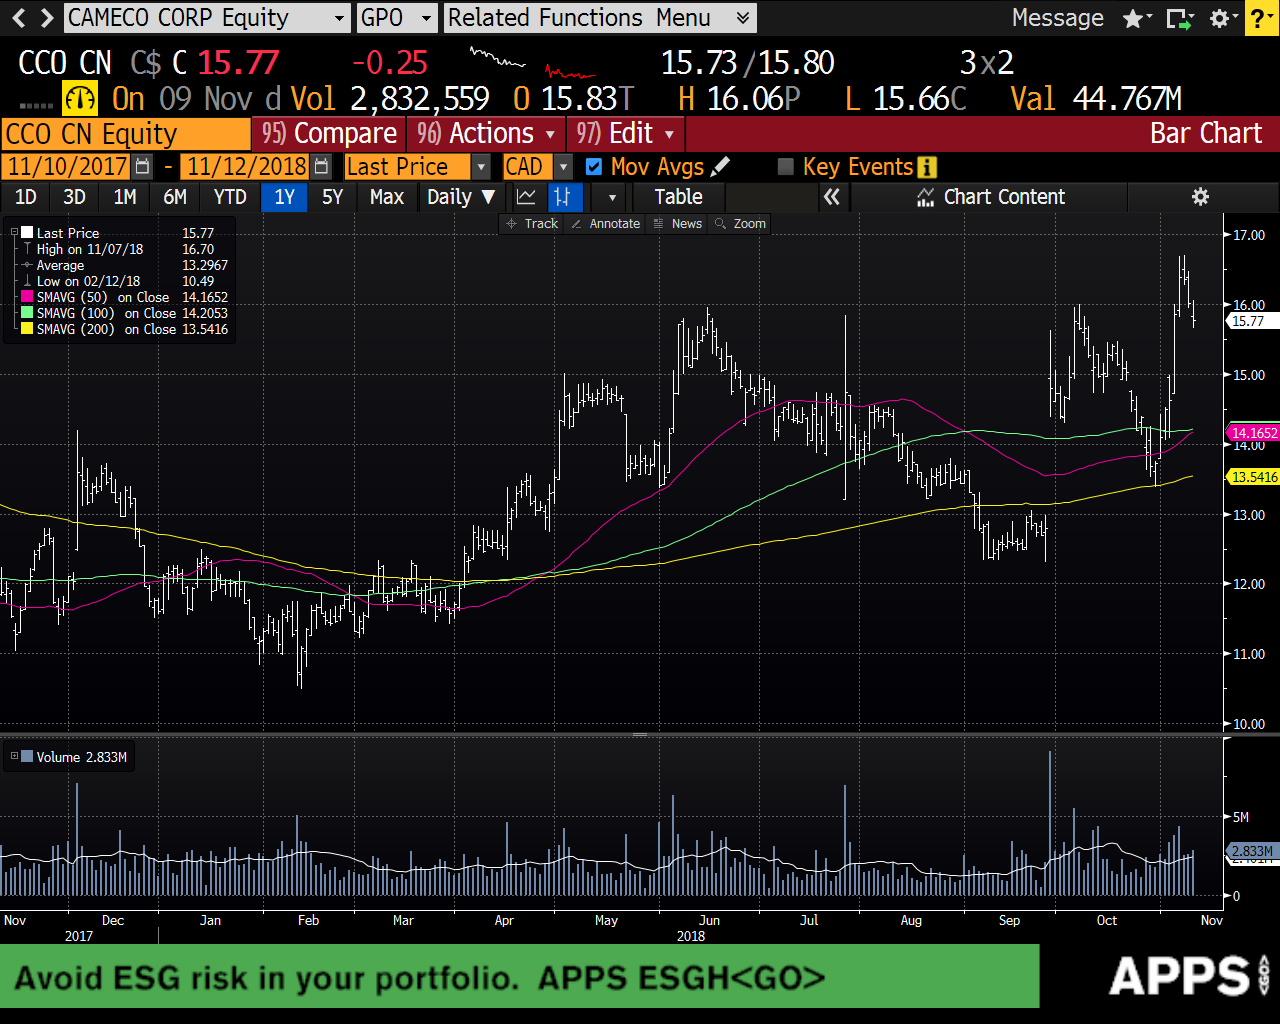 CAMECO CORP Equity GPO Related Functions Menu Message ?
CCO CN C$ C 15.77 -0.25 15.73 /15.80 3x2
On 09 Nov d Vol 2,832,559 O 15.83T H 16.06P L 15.66C Val 44.767M
CCO CN Equity 95) Compare 96) Actions 97) Edit Bar Chart
11/10/2017 - 11/12/2018 Last Price CAD Mov Avgs Key Events i
1D 3D 1M 6M YTD 1Y 5Y Max Daily Table Chart Content
Track Annotate News Zoom
Last Price 15.77
High on 11/07/18 16.70
Average 13.2967
Low on 02/12/18 10.49
SMAVG (50) on Close 14.1652
SMAVG (100) on Close 14.2053
SMAVG (200) on Close 13.5416
17.00
16.00
15.77
15.00
14.1652
14.00
13.5416
13.00
12.00
11.00
10.00
Volume 2.833M
5M
2.833M
0
Nov Dec Jan Feb Mar Apr May Jun Jul Aug Sep Oct Nov
2017 2018
Avoid ESG risk in your portfolio. APPS ESGH<GO>
APPS GO